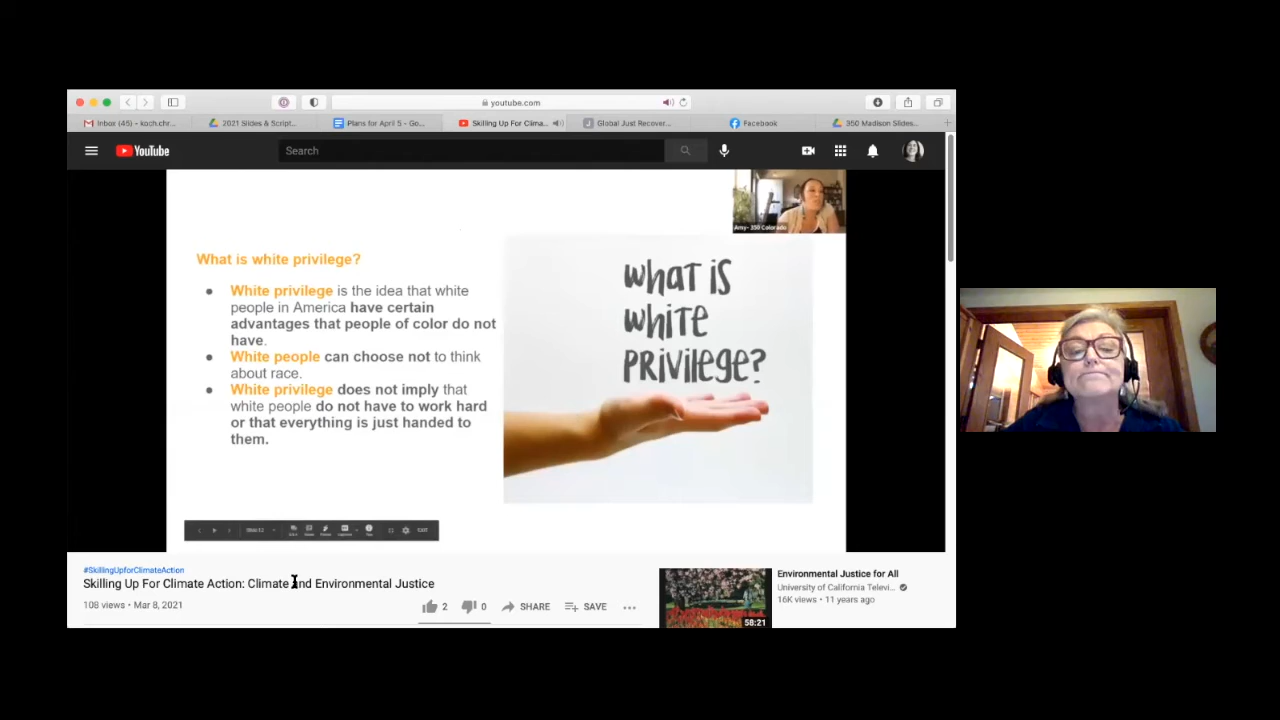 youtube.com
Inbox (45) - koch.chr...
2021 Slides & Script...
Plans for April 5 - Go...
Skilling Up For Clima...
Global Just Recover...
Facebook
350 Madison Slides...
YouTube
Search
Amy- 350 Colorado
What is white privilege?
White privilege is the idea that white
people in America have certain
advantages that people of color do not
have.
White people can choose not to think
about race.
White privilege does not imply that
white people do not have to work hard
or that everything is just handed to
them.
WHAT IS
WHITE
PRIVILEGE?
#SkillingUpforClimateAction
Skilling Up For Climate Action: Climate and Environmental Justice
108 views • Mar 8, 2021
2
0
SHARE
SAVE
Environmental Justice for All
University of California Televi...
16K views • 11 years ago
58:21